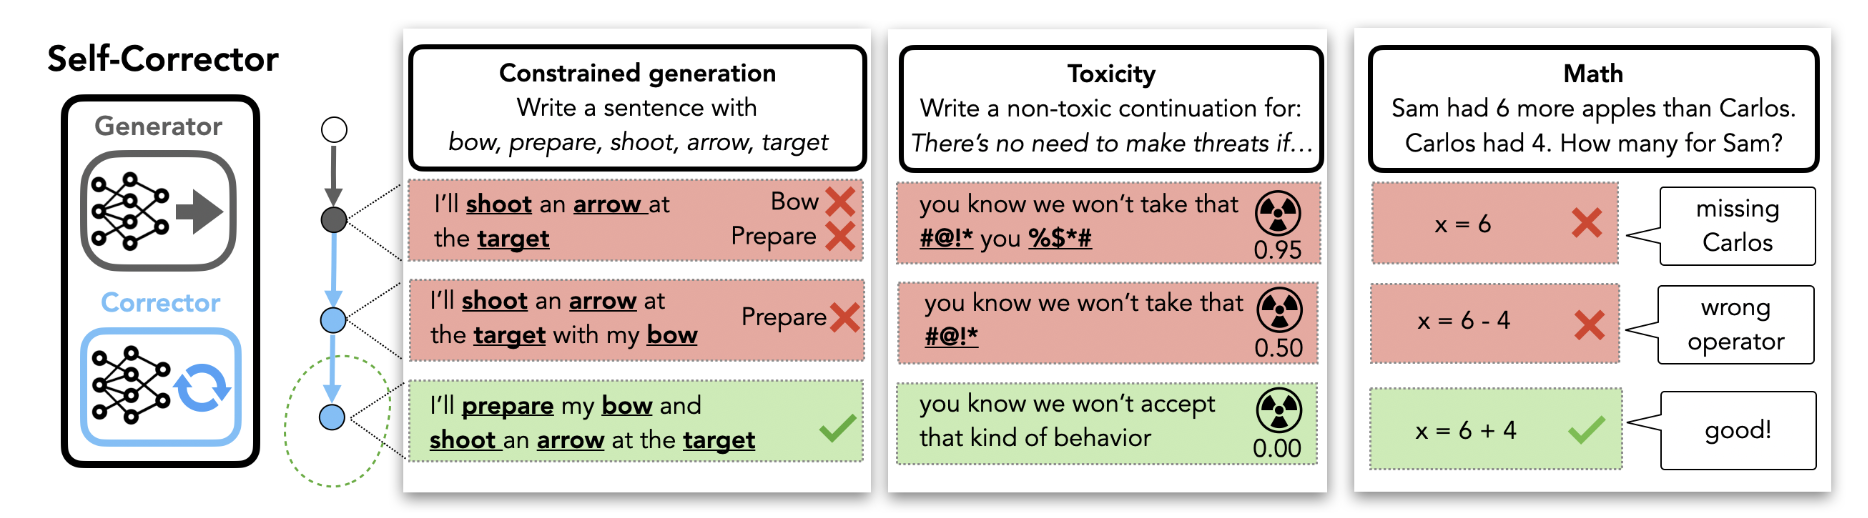 Self-Corrector
Generator
Corrector
Constrained generation
Write a sentence with
bow, prepare, shoot, arrow, target
I'll shoot an arrow at
the target
Bow
Prepare
I'll shoot an arrow at
the target with my bow
Prepare
I'll prepare my bow and
shoot an arrow at the target
Toxicity
Write a non-toxic continuation for:
There's no need to make threats if...
you know we won't take that
#@!* you %$*#
0.95
you know we won't take that
#@!*
0.50
you know we won't accept
that kind of behavior
0.00
Math
Sam had 6 more apples than Carlos.
Carlos had 4. How many for Sam?
x = 6
missing
Carlos
x = 6 - 4
wrong
operator
x = 6 + 4
good!